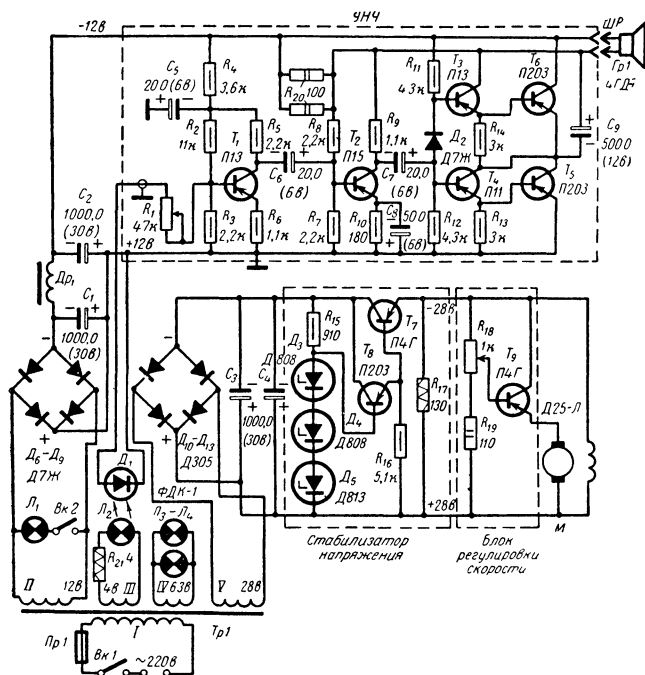 УНЧ
-12В
ШР
Гр1
4ГД-1
C5
20,0 (6В)
R4
3,6к
R20 100
R11
4,3к
T3
П13
T6
П203
R2
11к
T1
П13
R5
2,2к
R8
2,2к
T2
П15
R9
1,1к
Д2
Д7Ж
R14
3к
C9
500,0
(12В)
C6
20,0
(6В)
C7
20,0
(6В)
T4
П11
T5
П203
C2
1000,0
(30В)
R1
47к
R3
2,2к
R6
1,1к
R7
2,2к
R10
180
C8
50,0
(6В)
R12
4,3к
R13
3к
+12В
Др1
C1
1000,0
(30В)
Д6-Д9
Д7Ж
Д10-Д13
Д305
C3
C4
1000,0
(30В)
R15
910
Д3
Д808
T7
П4Г
T8
П203
Д4
Д808
Д5
Д813
R16
5,1к
-28В
R17
130
+28В
R18
1к
T9
П4Г
R19
110
Д25-Л
М
Стабилизатор
напряжения
Блок
регулировки
скорости
Л1
Вк2
Д1
ФДК-1
Л2
Л3-Л4
R21 4
II
12В
4В III
IV 6,3В
V
28В
I
Тр1
Пр1
Вк1
~220В